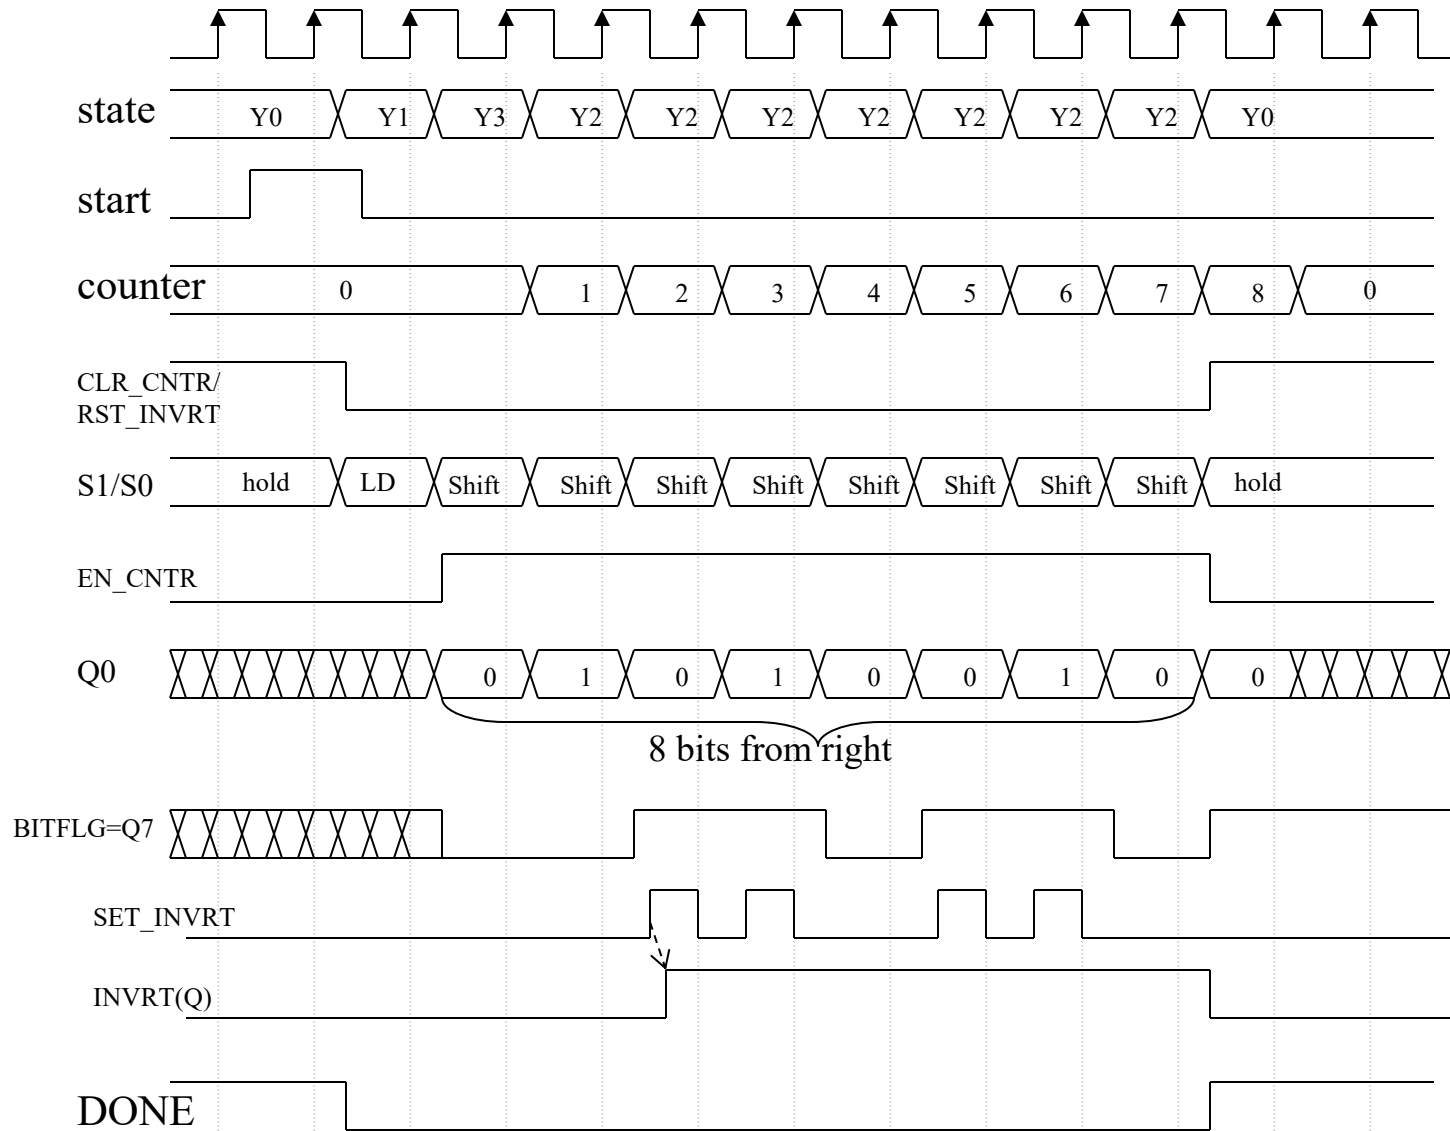 state Y0 Y1 Y3 Y2 Y2 Y2 Y2 Y2 Y2 Y2 Y0
start
counter 0 1 2 3 4 5 6 7 8 0
CLR_CNTR/
RST_INVRT
S1/S0 hold LD Shift Shift Shift Shift Shift Shift Shift Shift hold
EN_CNTR
Q0 0 1 0 1 0 0 1 0 0
8 bits from right
BITFLG=Q7
SET_INVRT
INVRT(Q)
DONE